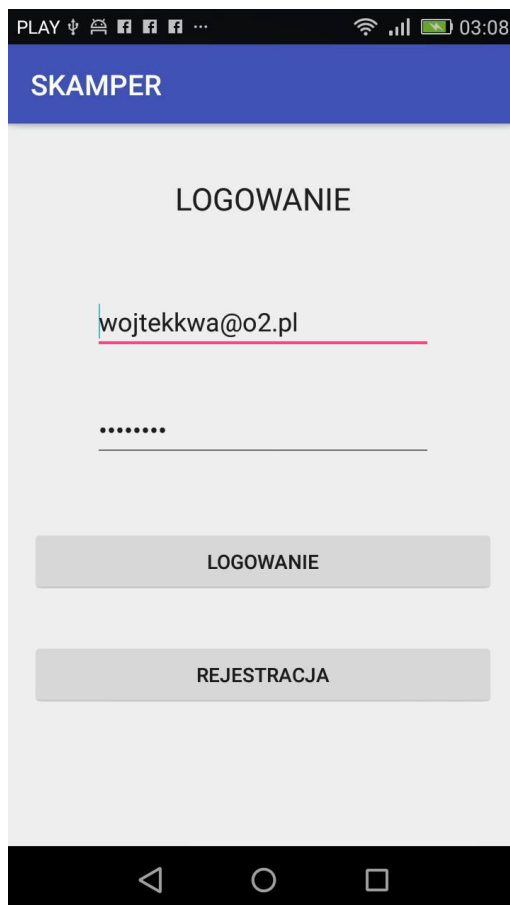 PLAY 03:08
SKAMPER
LOGOWANIE
wojtekkwa@o2.pl
••••••••
LOGOWANIE
REJESTRACJA